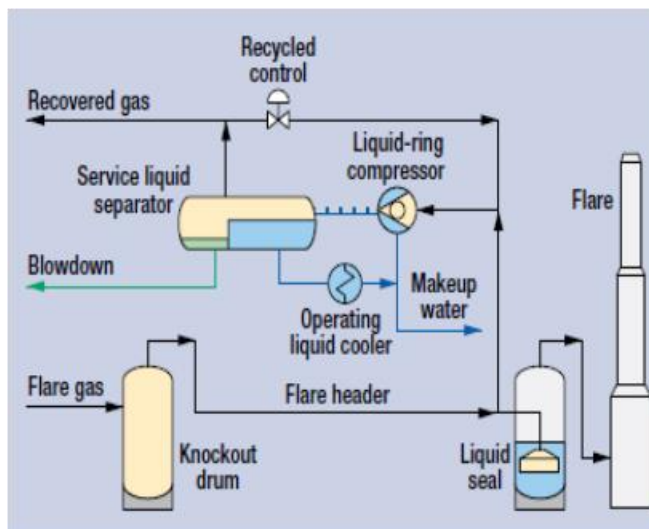 Recycled
control
Recovered gas
Liquid-ring
compressor
Service liquid
separator
Flare
Blowdown
Makeup
water
Operating
liquid cooler
Flare gas
Flare header
Knockout
drum
Liquid
seal